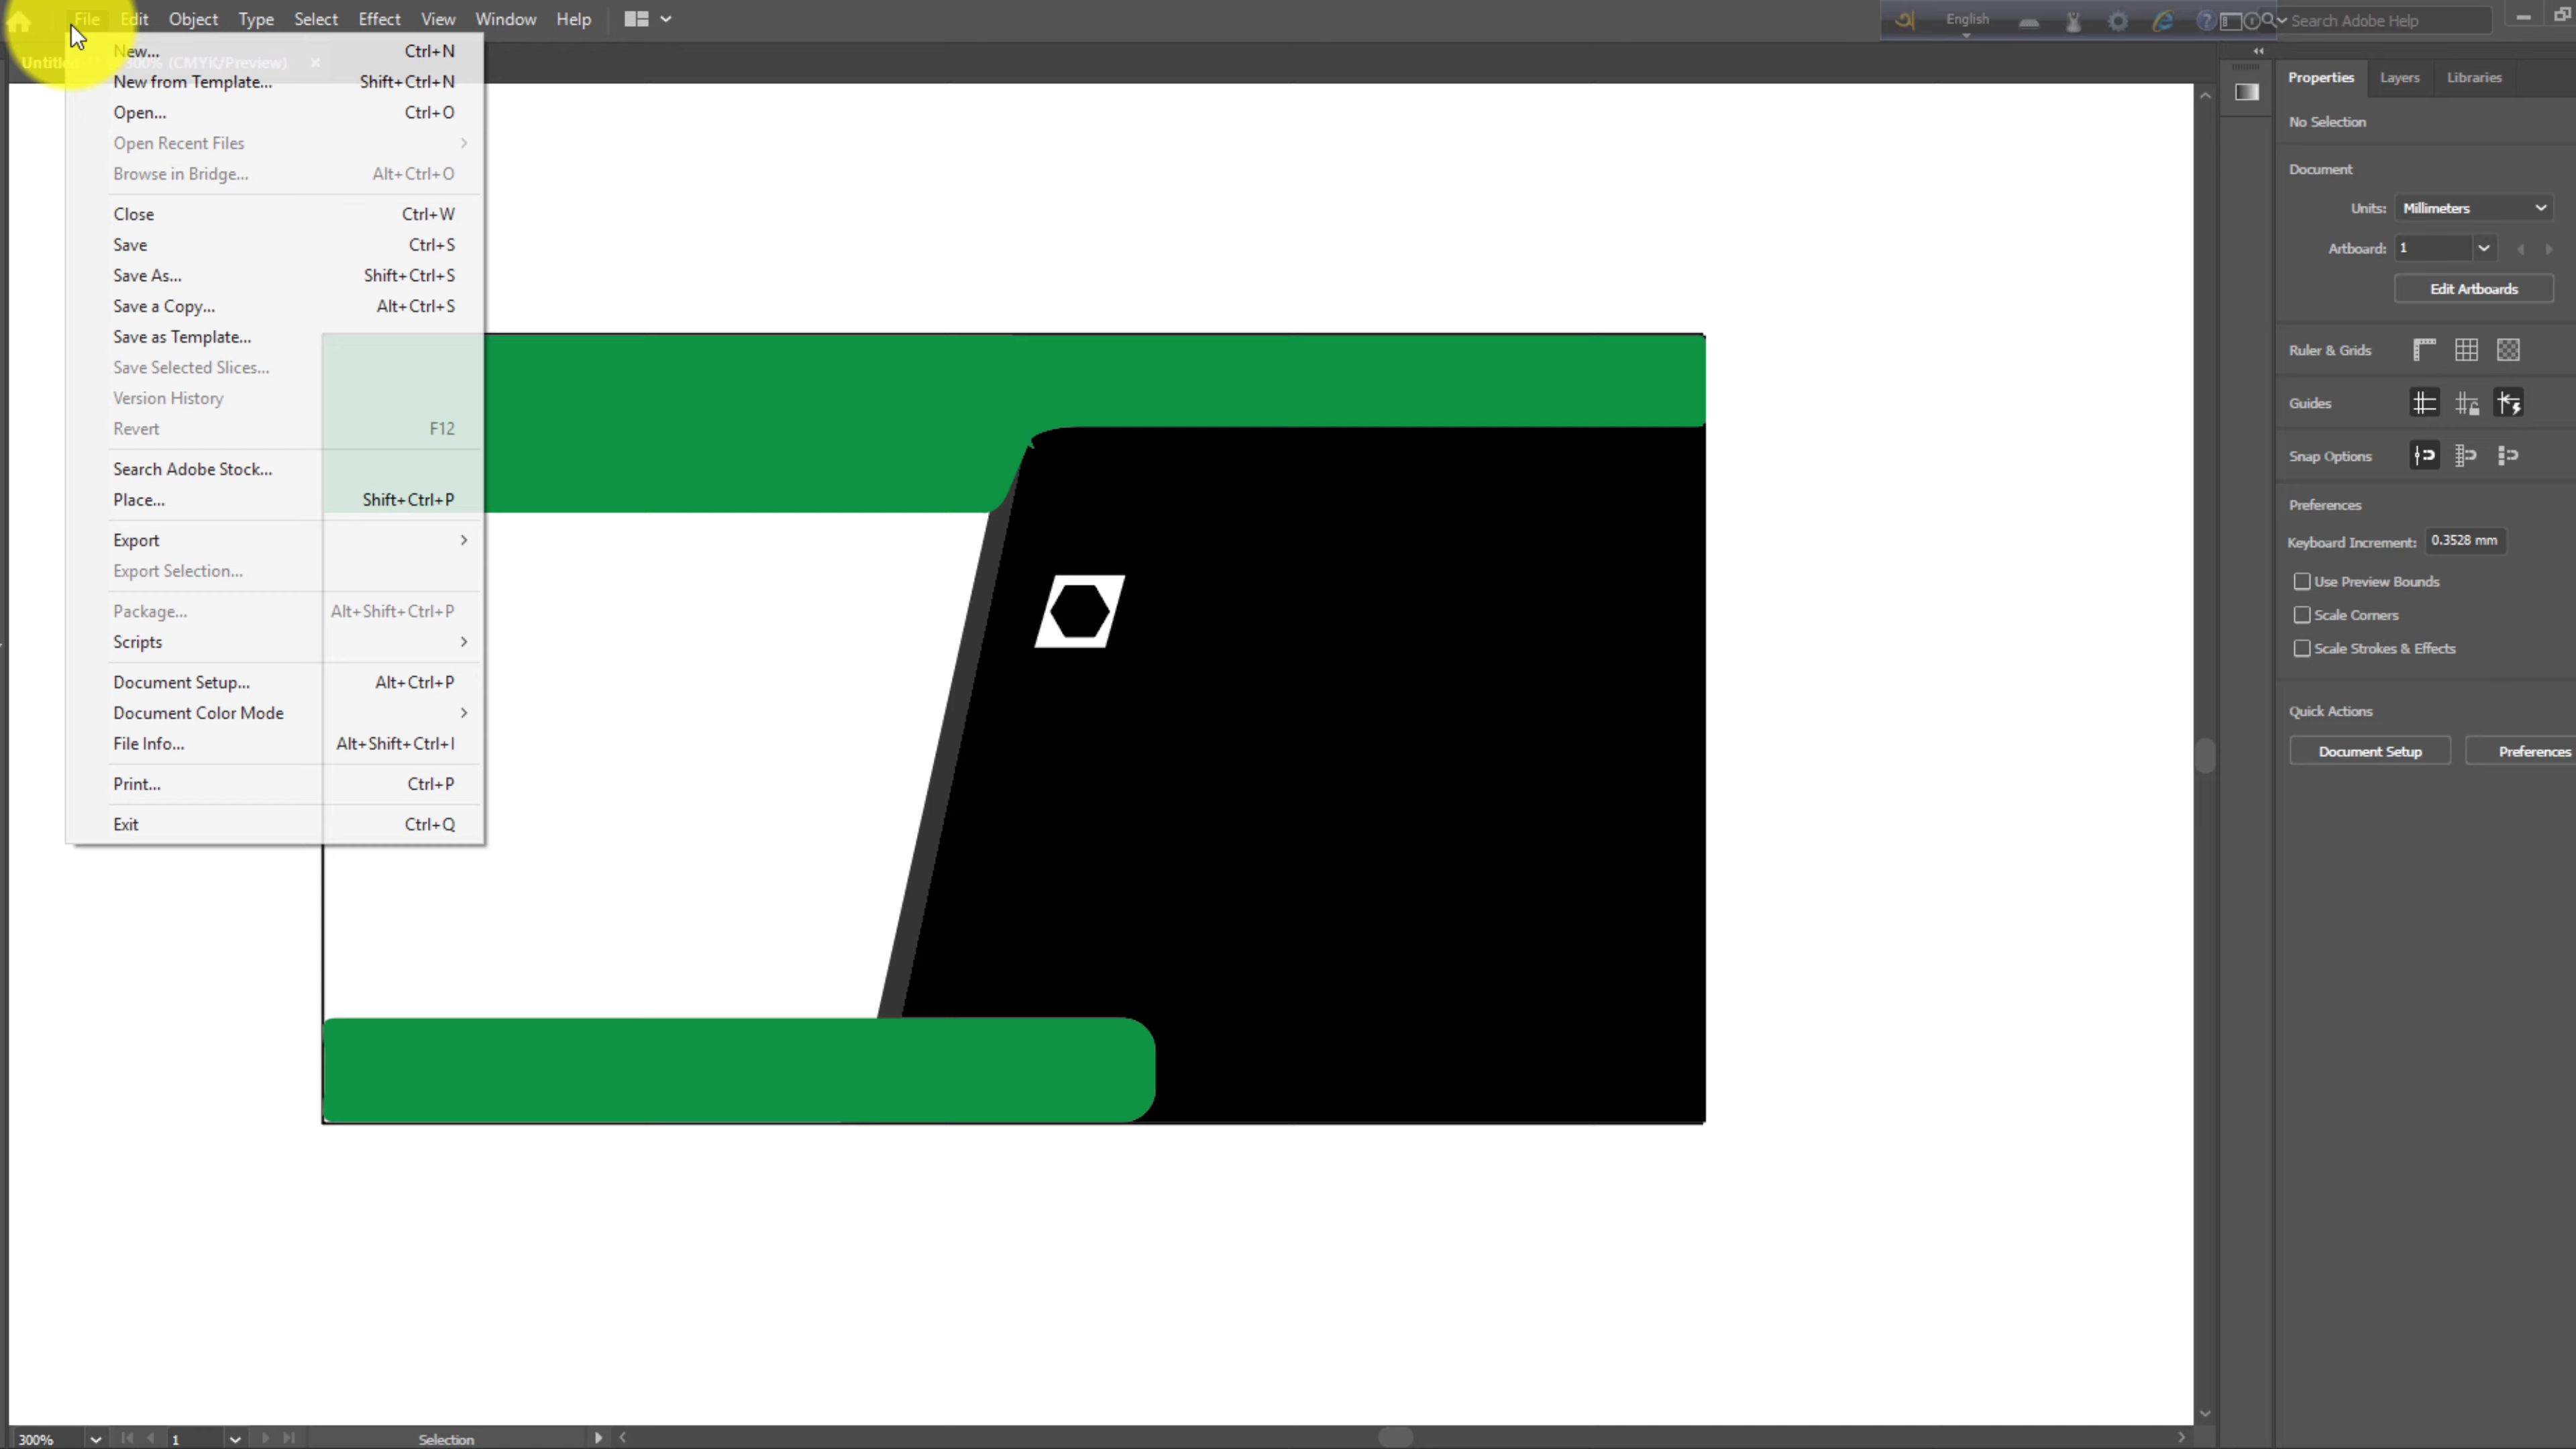 File Edit Object Type Select Effect View Window Help
English
Search Adobe Help
300% (CMYK/Preview)
New... Ctrl+N
New from Template... Shift+Ctrl+N
Open... Ctrl+O
Open Recent Files
Browse in Bridge... Alt+Ctrl+O
Close Ctrl+W
Save Ctrl+S
Save As... Shift+Ctrl+S
Save a Copy... Alt+Ctrl+S
Save as Template...
Save Selected Slices...
Version History
Revert F12
Search Adobe Stock...
Place... Shift+Ctrl+P
Export
Export Selection...
Package... Alt+Shift+Ctrl+P
Scripts
Document Setup... Alt+Ctrl+P
Document Color Mode
File Info... Alt+Shift+Ctrl+I
Print... Ctrl+P
Exit Ctrl+Q
Properties Layers Libraries
No Selection
Document
Units: Millimeters
Artboard: 1
Edit Artboards
Ruler & Grids
Guides
Snap Options
Preferences
Keyboard Increment: 0.3528 mm
Use Preview Bounds
Scale Corners
Scale Strokes & Effects
Quick Actions
Document Setup Preferences
300% 1 Selection